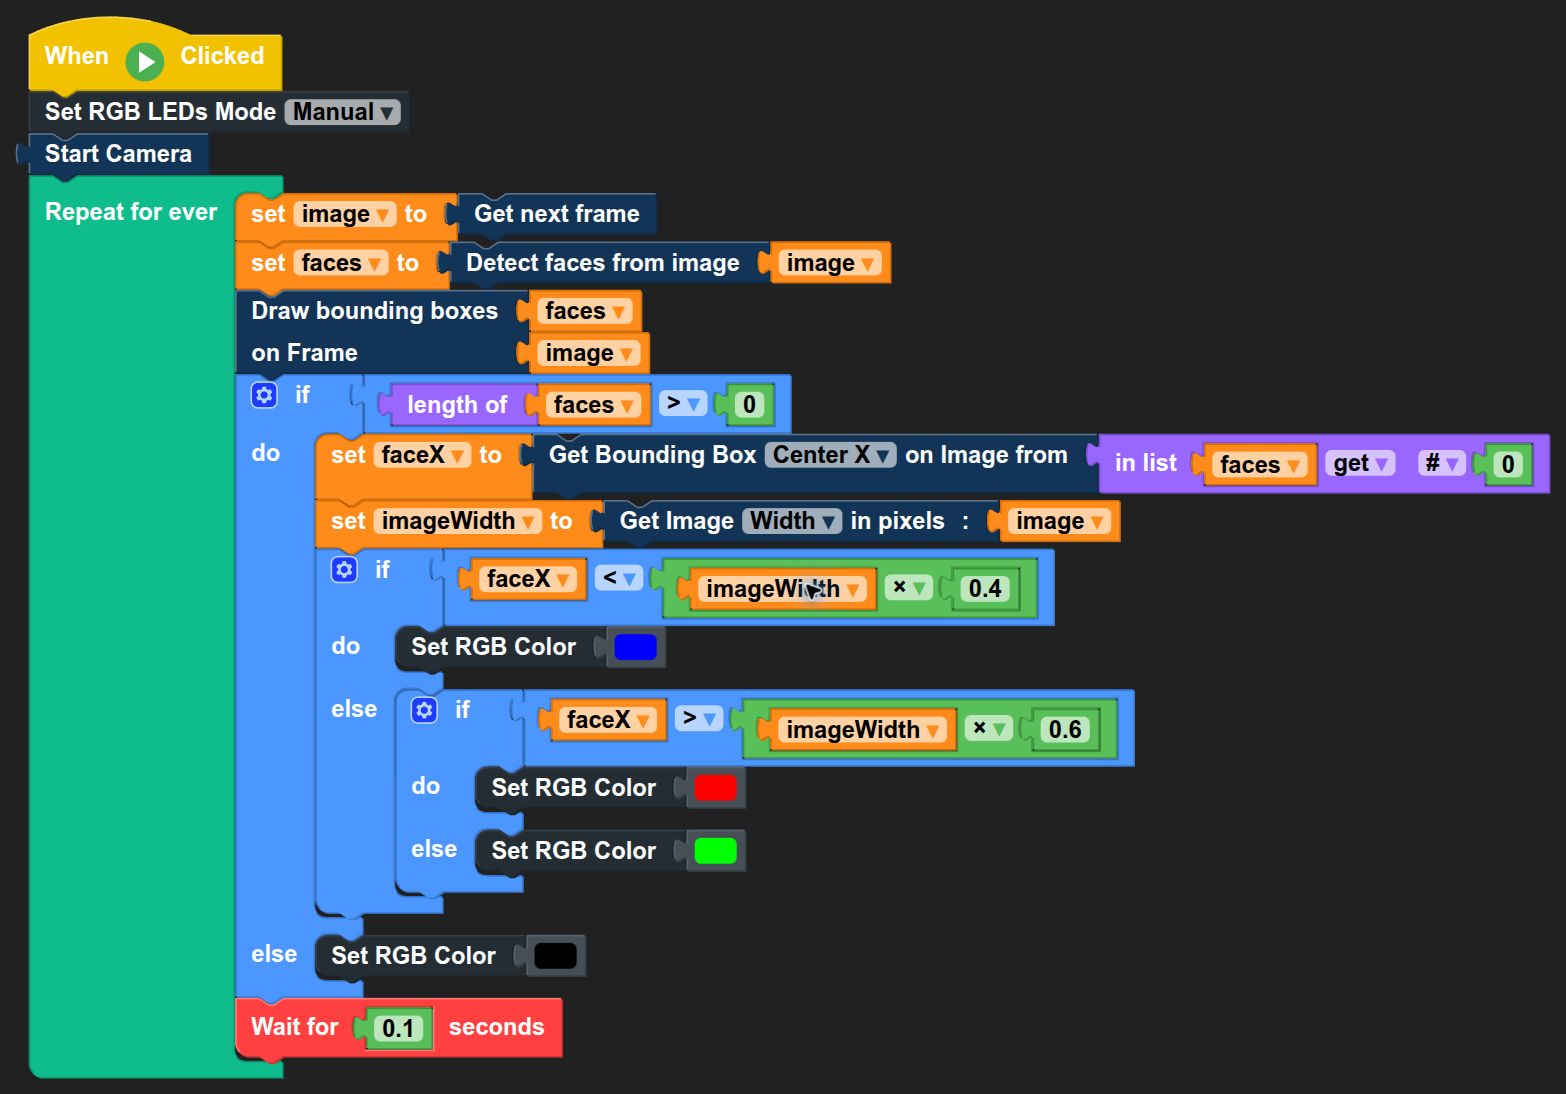 When Clicked
Set RGB LEDs Mode Manual ▾
Start Camera
Repeat for ever
set image ▾ to Get next frame
set faces ▾ to Detect faces from image image ▾
Draw bounding boxes faces ▾
on Frame image ▾
if length of faces ▾ > ▾ 0
do set faceX ▾ to Get Bounding Box Center X ▾ on Image from in list faces ▾ get ▾ # ▾ 0
set imageWidth ▾ to Get Image Width ▾ in pixels : image ▾
if faceX ▾ < ▾ imageWidth ▾ × ▾ 0.4
do Set RGB Color
else if faceX ▾ > ▾ imageWidth ▾ × ▾ 0.6
do Set RGB Color
else Set RGB Color
else Set RGB Color
Wait for 0.1 seconds